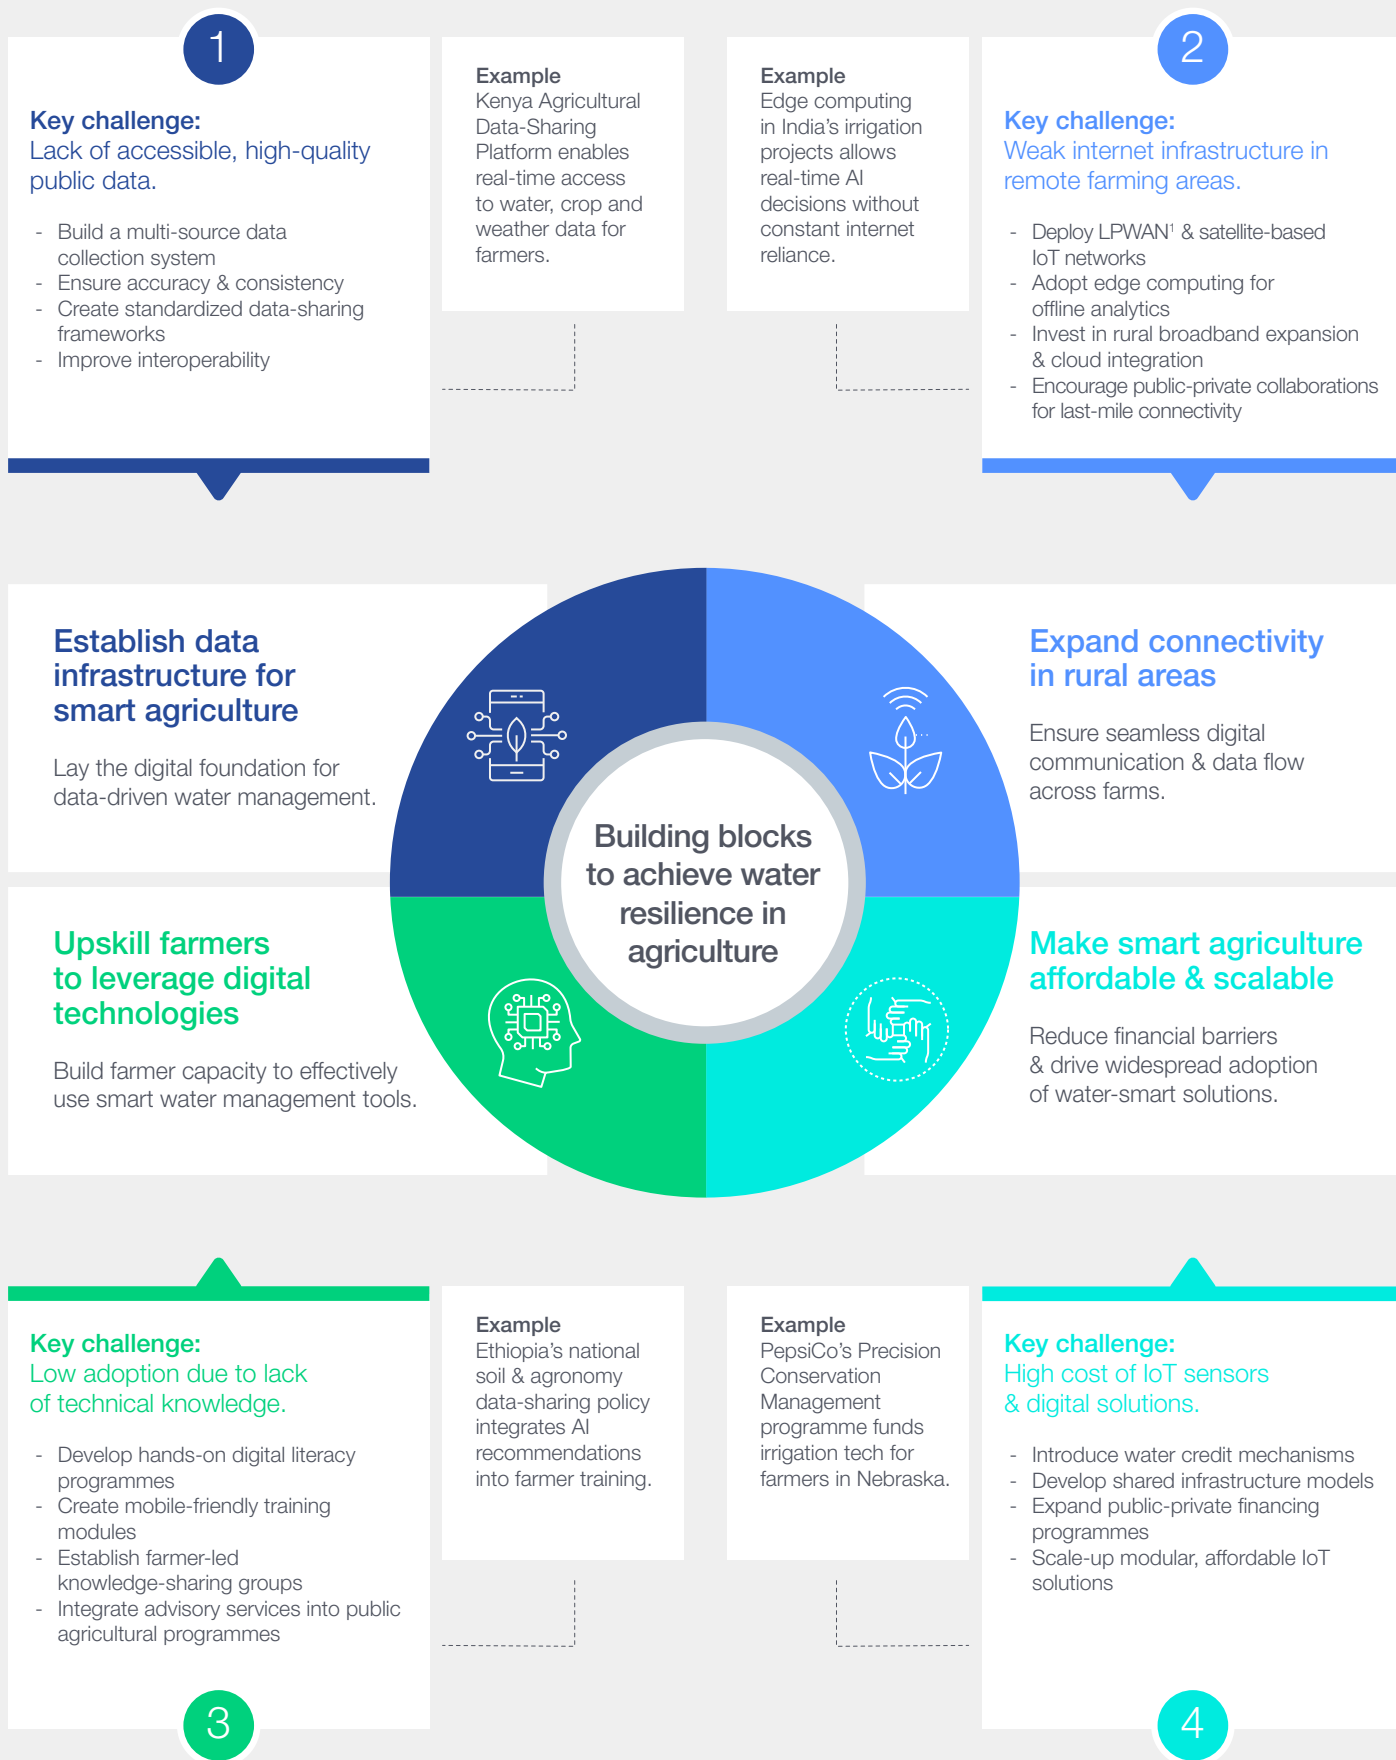 1
Key challenge:
Lack of accessible, high-quality
public data.
- Build a multi-source data
collection system
- Ensure accuracy & consistency
- Create standardized data-sharing
frameworks
- Improve interoperability
Example
Kenya Agricultural
Data-Sharing
Platform enables
real-time access
to water, crop and
weather data for
farmers.
Example
Edge computing
in India's irrigation
projects allows
real-time AI
decisions without
constant internet
reliance.
2
Key challenge:
Weak internet infrastructure in
remote farming areas.
- Deploy LPWAN¹ & satellite-based
IoT networks
- Adopt edge computing for
offline analytics
- Invest in rural broadband expansion
& cloud integration
- Encourage public-private collaborations
for last-mile connectivity
Establish data
infrastructure for
smart agriculture
Lay the digital foundation for
data-driven water management.
Expand connectivity
in rural areas
Ensure seamless digital
communication & data flow
across farms.
Building blocks
to achieve water
resilience in
agriculture
Upskill farmers
to leverage digital
technologies
Build farmer capacity to effectively
use smart water management tools.
Make smart agriculture
affordable & scalable
Reduce financial barriers
& drive widespread adoption
of water-smart solutions.
Key challenge:
Low adoption due to lack
of technical knowledge.
- Develop hands-on digital literacy
programmes
- Create mobile-friendly training
modules
- Establish farmer-led
knowledge-sharing groups
- Integrate advisory services into public
agricultural programmes
3
Example
Ethiopia's national
soil & agronomy
data-sharing policy
integrates AI
recommendations
into farmer training.
Example
PepsiCo's Precision
Conservation
Management
programme funds
irrigation tech for
farmers in Nebraska.
Key challenge:
High cost of IoT sensors
& digital solutions.
- Introduce water credit mechanisms
- Develop shared infrastructure models
- Expand public-private financing
programmes
- Scale-up modular, affordable IoT
solutions
4